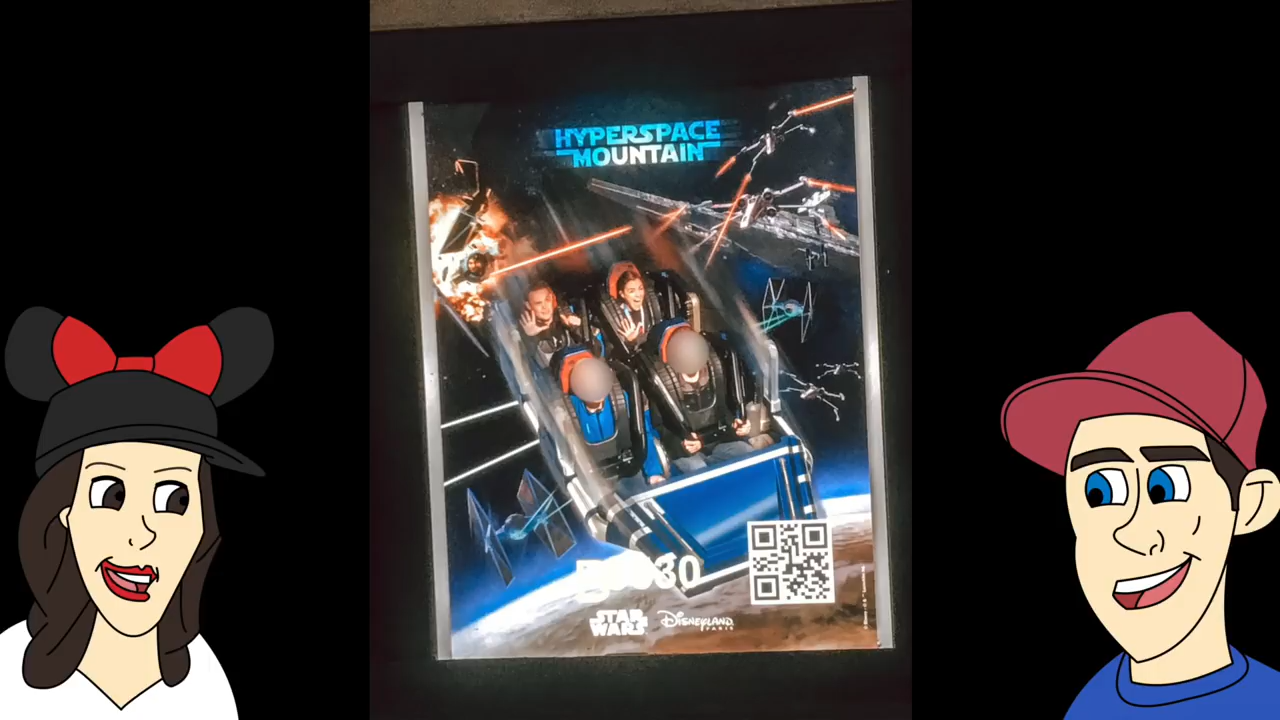 HYPERSPACE
MOUNTAIN
STAR
WARS
DISNEYLAND
PARIS